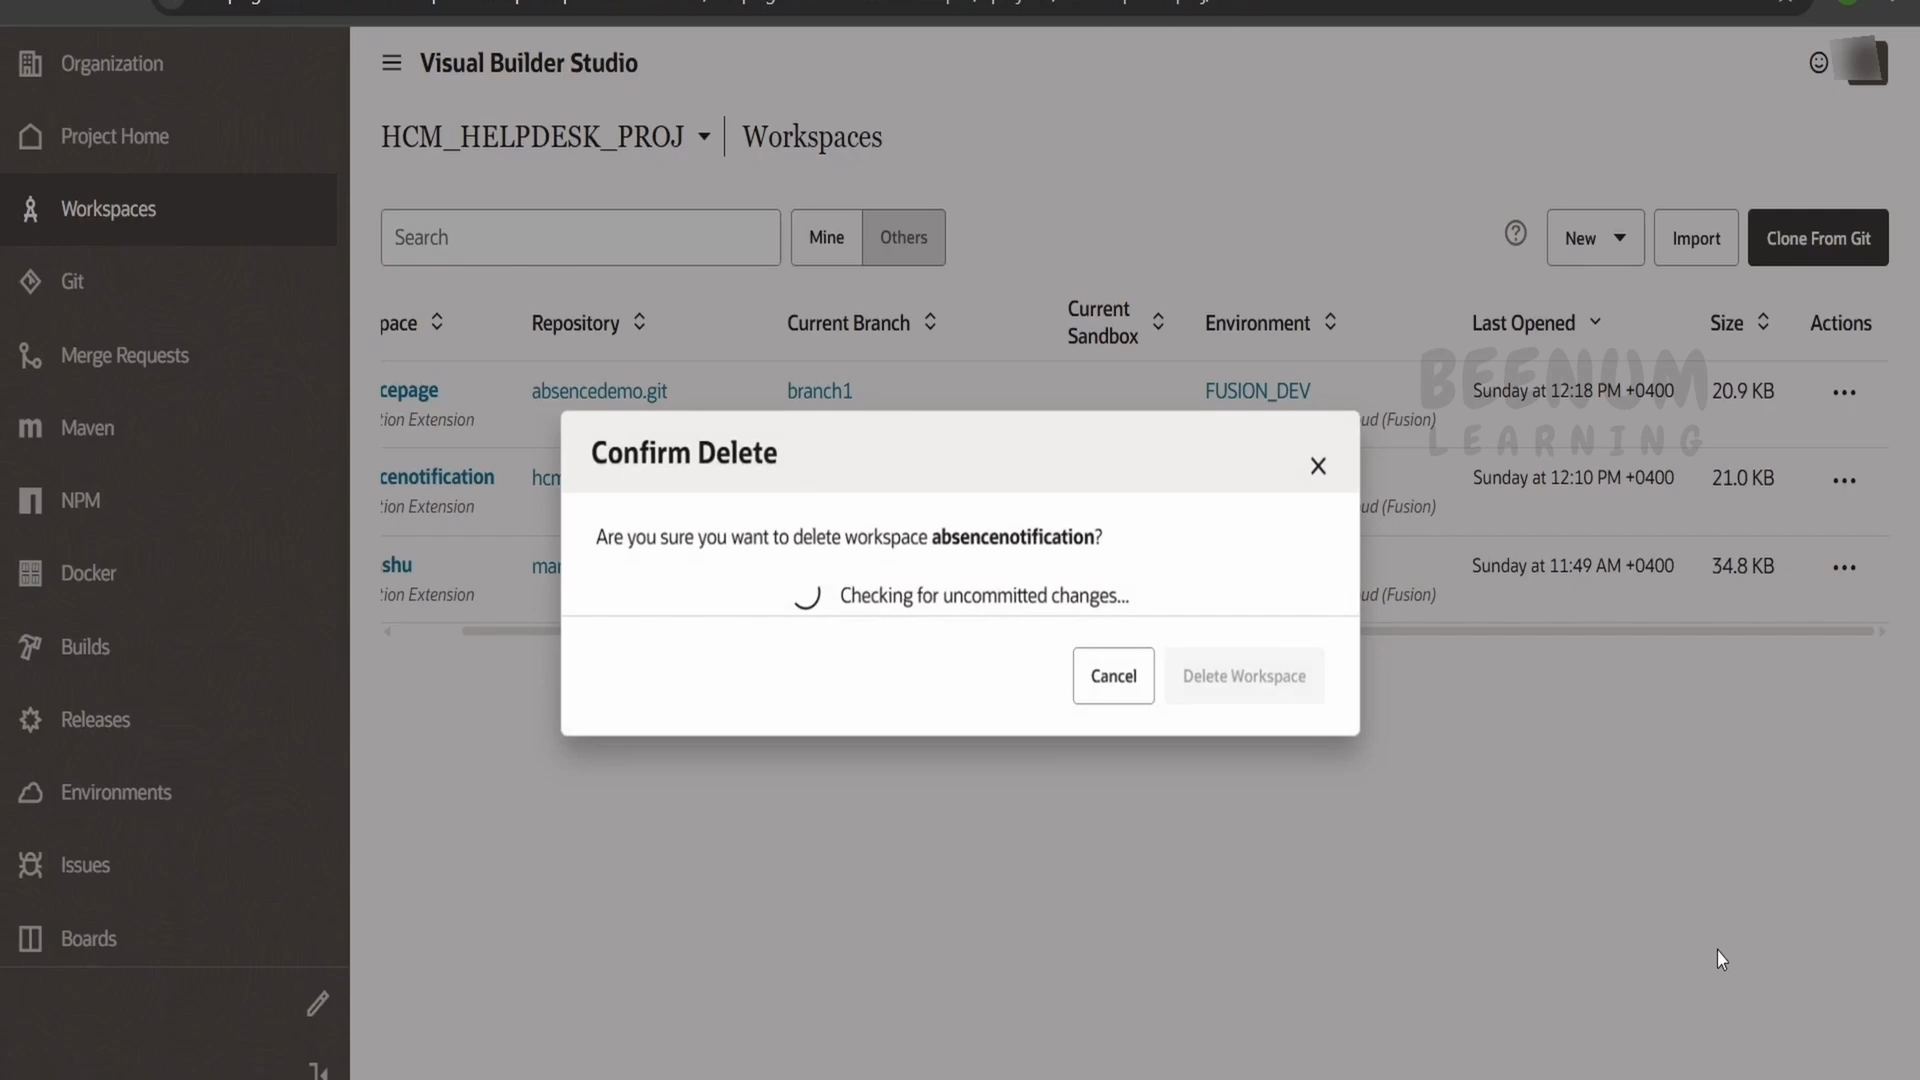 Organization
Visual Builder Studio
Project Home
HCM_HELPDESK_PROJ | Workspaces
Workspaces
Search
Mine
Others
New
Import
Clone From Git
Git
pace
Repository
Current Branch
Current
Sandbox
Environment
Last Opened
Size
Actions
Merge Requests
BEENUM
LEARNING
cepage
absencedemo.git
branch1
FUSION_DEV
Sunday at 12:18 PM +0400
20.9 KB
tion Extension
ud (Fusion)
Maven
Confirm Delete
cenotification
hcm
Sunday at 12:10 PM +0400
21.0 KB
tion Extension
ud (Fusion)
NPM
Are you sure you want to delete workspace absencenotification?
Docker
shu
mar
Sunday at 11:49 AM +0400
34.8 KB
tion Extension
Checking for uncommitted changes...
ud (Fusion)
Builds
Cancel
Delete Workspace
Releases
Environments
Issues
Boards